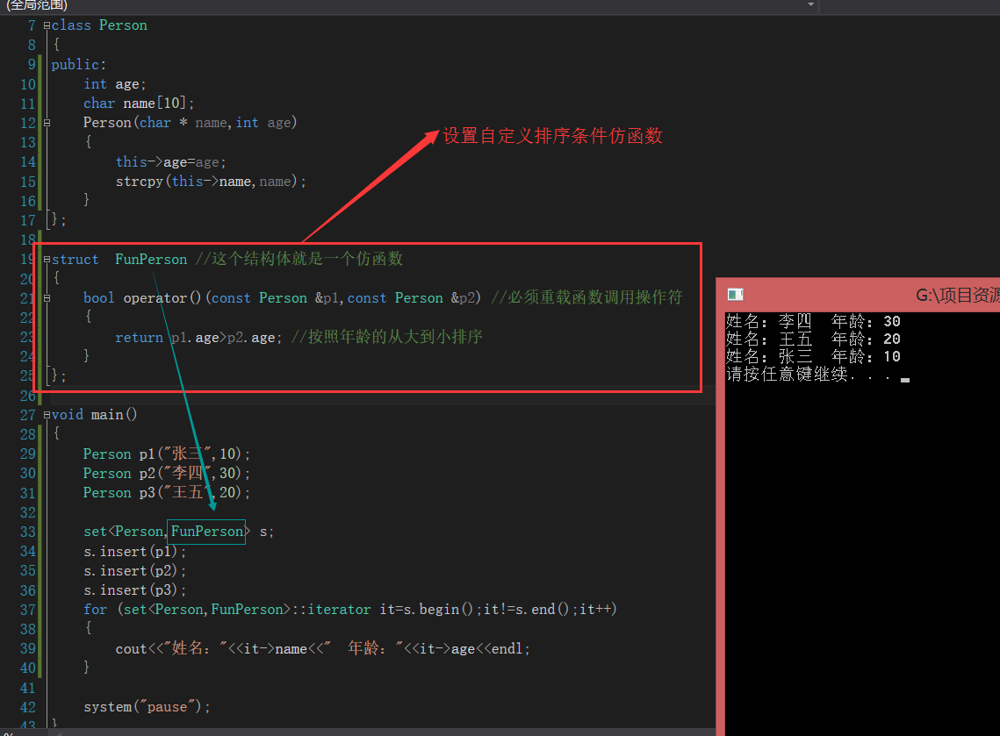 (全局范围)
7 class Person
8 {
9 public:
10 int age;
11 char name[10];
12 Person(char * name,int age)
13 {
14 this->age=age;
15 strcpy(this->name,name);
16 }
17 };
18
设置自定义排序条件仿函数
19 struct  FunPerson //这个结构体就是一个仿函数
20 {
21 bool operator()(const Person &p1,const Person &p2) //必须重载函数调用操作符
22 {
23 return p1.age>p2.age; //按照年龄的从大到小排序
24 }
25 };
26
27 void main()
28 {
29 Person p1("张三",10);
30 Person p2("李四",30);
31 Person p3("王五",20);
32
33 set<Person,FunPerson> s;
34 s.insert(p1);
35 s.insert(p2);
36 s.insert(p3);
37 for (set<Person,FunPerson>::iterator it=s.begin();it!=s.end();it++)
38 {
39 cout<<"姓名："<<it->name<<"  年龄："<<it->age<<endl;
40 }
41
42 system("pause");
43 }
G:\项目资源
姓名：李四  年龄：30
姓名：王五  年龄：20
姓名：张三  年龄：10
请按任意键继续. . .